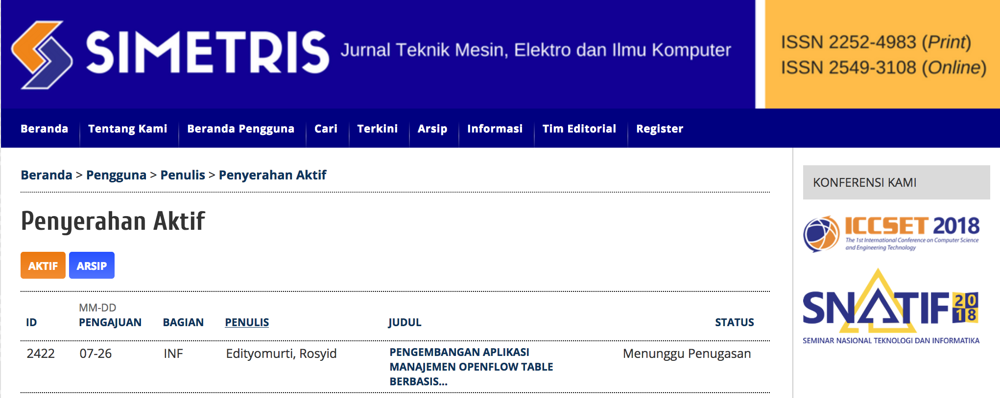 SIMETRIS Jurnal Teknik Mesin, Elektro dan Ilmu Komputer
ISSN 2252-4983 (Print)
ISSN 2549-3108 (Online)
Beranda Tentang Kami Beranda Pengguna Cari Terkini Arsip Informasi Tim Editorial Register
Beranda > Pengguna > Penulis > Penyerahan Aktif
Penyerahan Aktif
AKTIF ARSIP
MM-DD
ID PENGAJUAN BAGIAN PENULIS JUDUL STATUS
2422 07-26 INF Edityomurti, Rosyid PENGEMBANGAN APLIKASI Menunggu Penugasan
MANAJEMEN OPENFLOW TABLE
BERBASIS...
KONFERENSI KAMI
ICCSET 2018
The 1st International Conference on Computer Science
and Engineering Technology
SNATIF 2018
SEMINAR NASIONAL TEKNOLOGI DAN INFORMATIKA